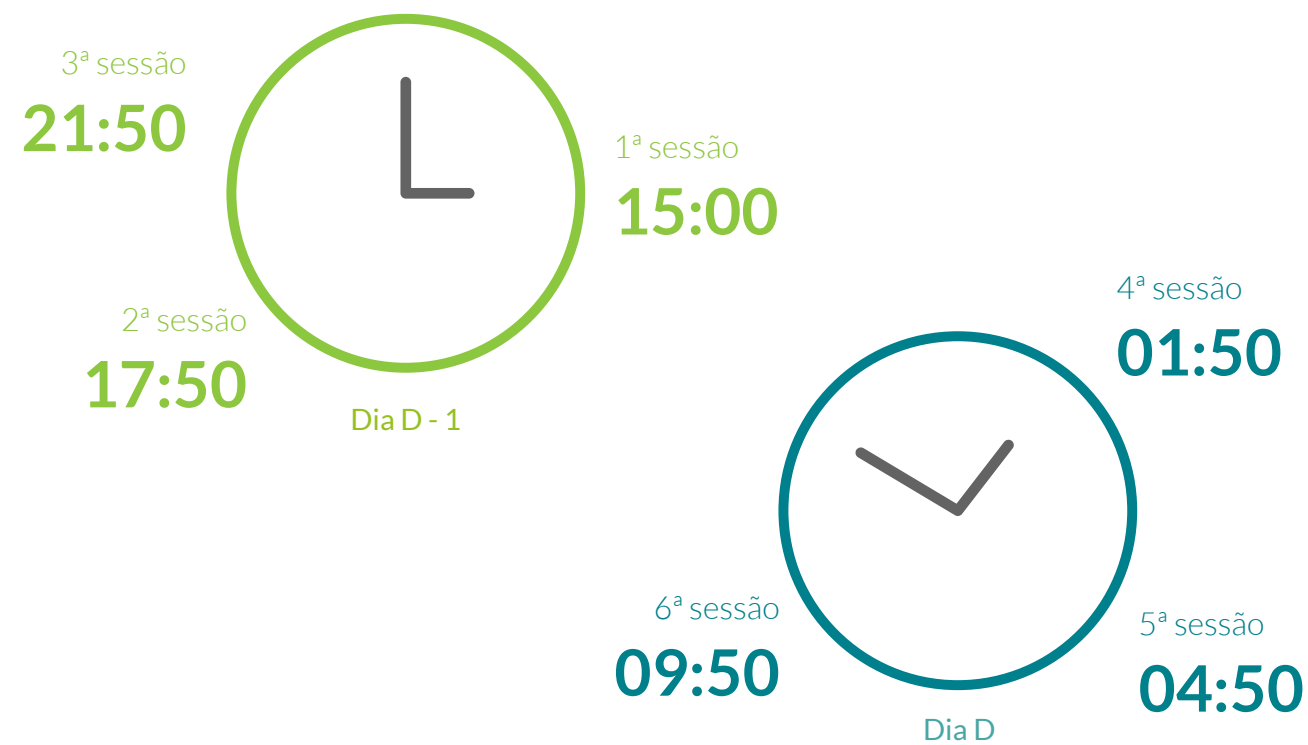 3ª sessão
21:50
1ª sessão
15:00
2ª sessão
17:50
Dia D - 1
4ª sessão
01:50
6ª sessão
09:50
5ª sessão
04:50
Dia D